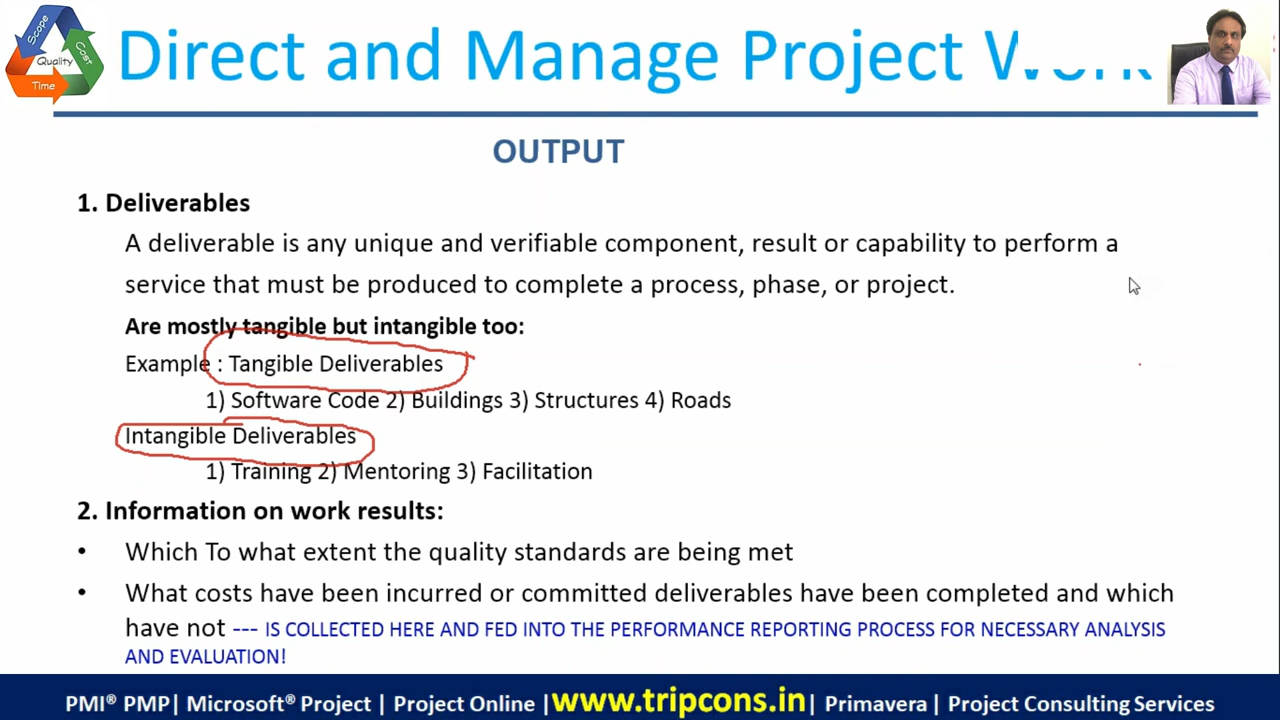 Scope
Cost
Quality
Time
Direct and Manage Project Work
OUTPUT
1. Deliverables
A deliverable is any unique and verifiable component, result or capability to perform a
service that must be produced to complete a process, phase, or project.
Are mostly tangible but intangible too:
Example : Tangible Deliverables
1) Software Code 2) Buildings 3) Structures 4) Roads
Intangible Deliverables
1) Training 2) Mentoring 3) Facilitation
2. Information on work results:
• Which To what extent the quality standards are being met
• What costs have been incurred or committed deliverables have been completed and which
have not --- IS COLLECTED HERE AND FED INTO THE PERFORMANCE REPORTING PROCESS FOR NECESSARY ANALYSIS
AND EVALUATION!
PMI® PMP| Microsoft® Project | Project Online |www.tripcons.in| Primavera | Project Consulting Services